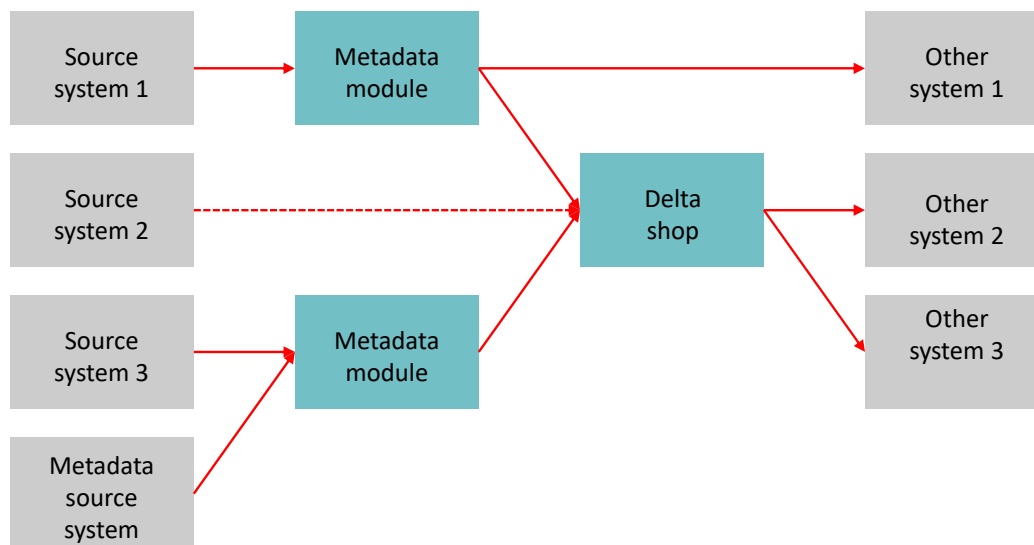 Source
system 1
Metadata
module
Other
system 1
Source
system 2
Delta
shop
Other
system 2
Source
system 3
Metadata
module
Other
system 3
Metadata
source
system